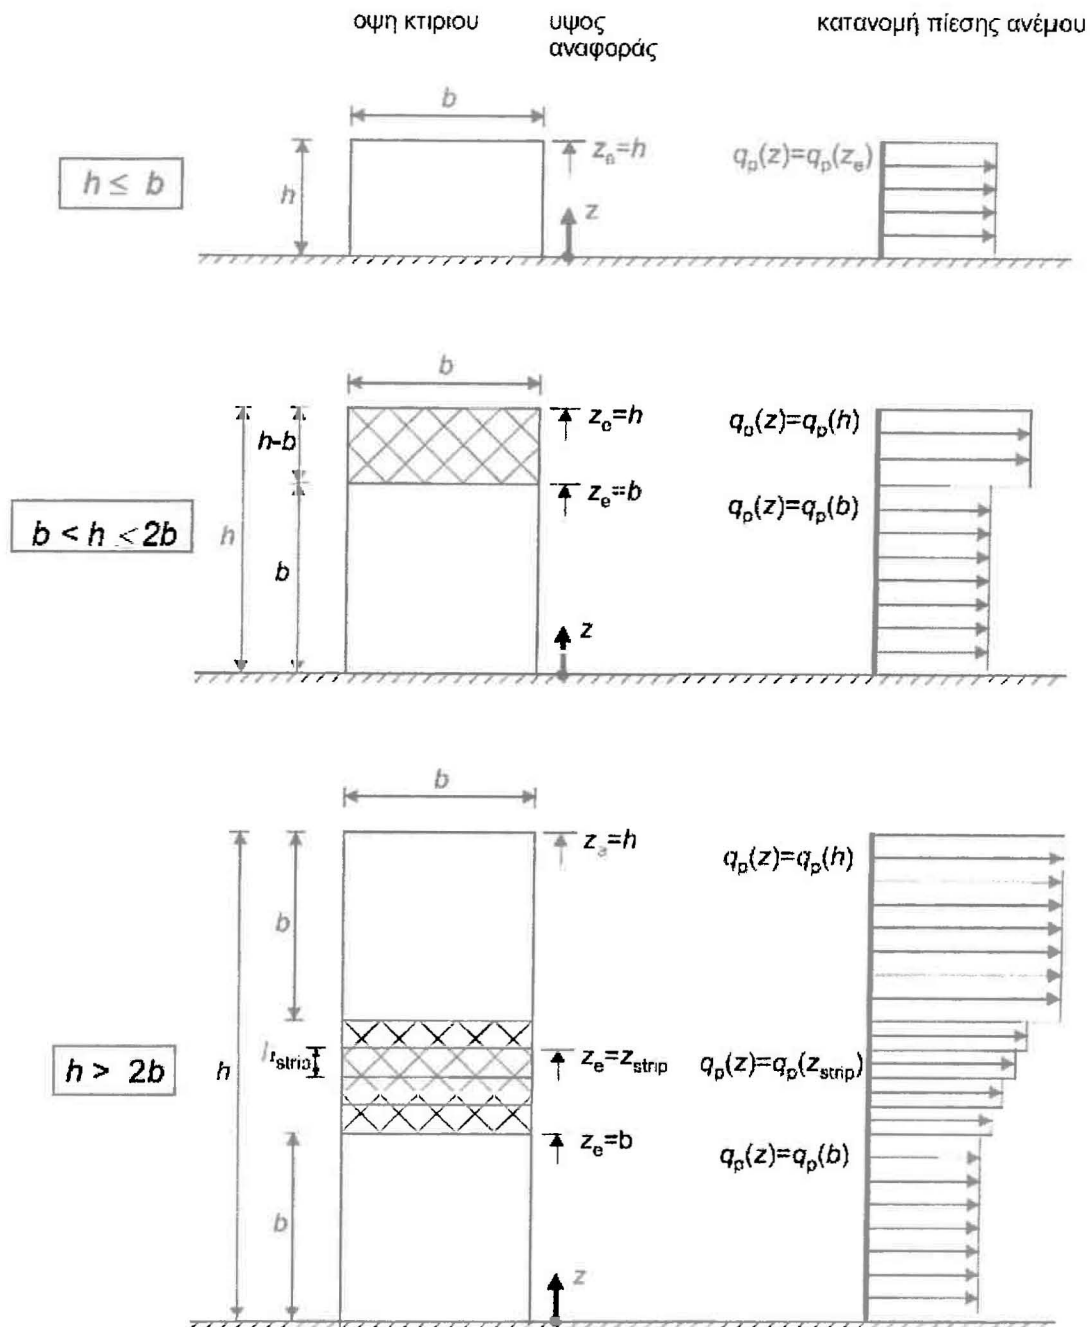 οψη κτιριου
υψος αναφοράς
κατανομή πίεσης ανέμου
b
h ≤ b
h
z_e=h
z
q_p(z)=q_p(z_e)
b
b < h ≤ 2b
h
h-b
b
z_e=h
z_e=b
z
q_p(z)=q_p(h)
q_p(z)=q_p(b)
b
h > 2b
h
b
h_strip
b
z_e=h
z_e=z_strip
z_e=b
z
q_p(z)=q_p(h)
q_p(z)=q_p(z_strip)
q_p(z)=q_p(b)